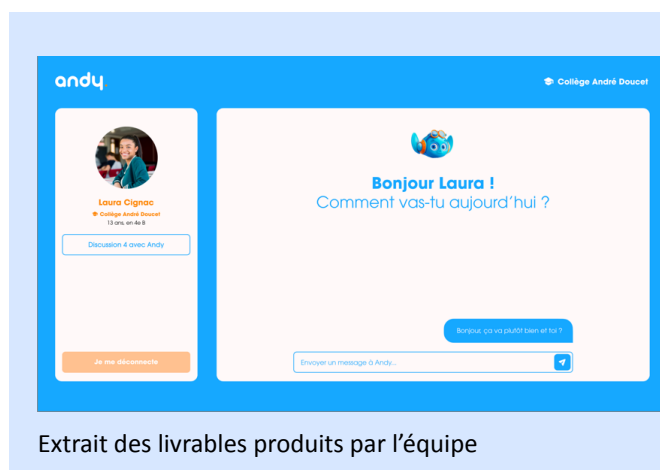 andy.
Collège André Doucet
Laura Cignac
Collège André Doucet
13 ans, en 4e B
Discussion 4 avec Andy
Je me déconnecte
Bonjour Laura !
Comment vas-tu aujourd'hui ?
Bonjour, ça va plutôt bien et toi ?
Envoyer un message à Andy...
Extrait des livrables produits par l'équipe